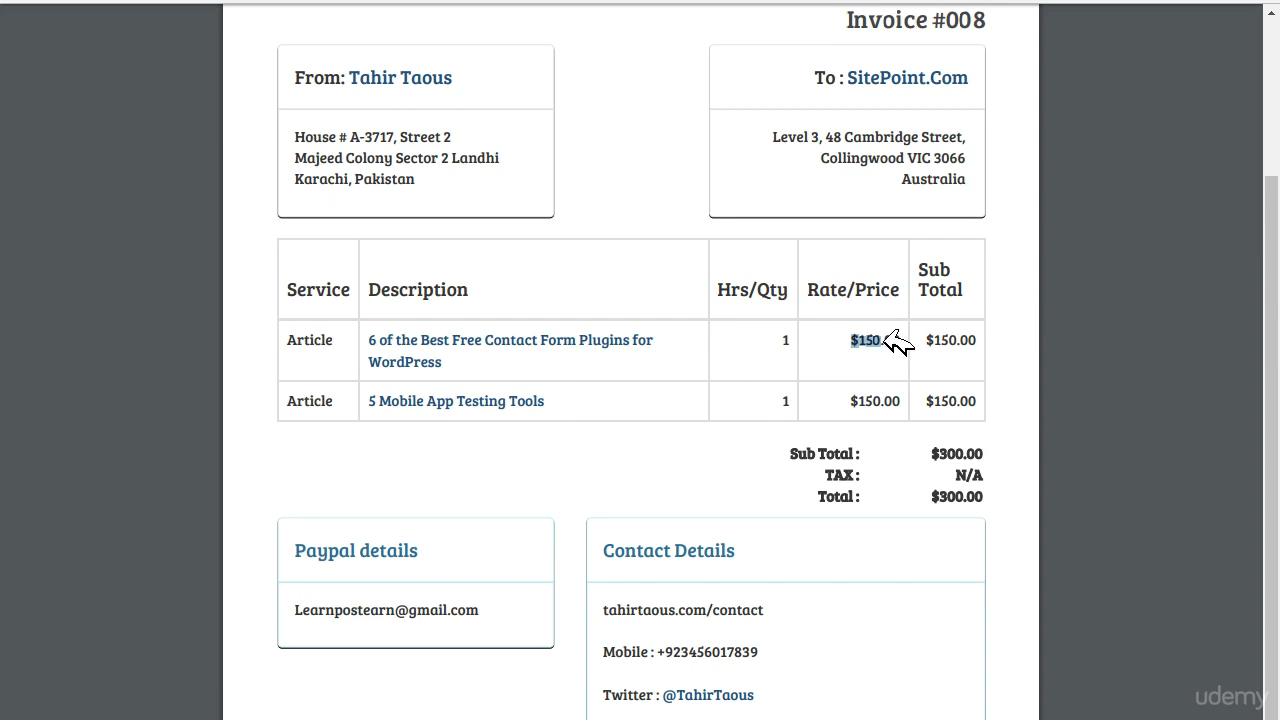 Invoice #008
From: Tahir Taous
To : SitePoint.Com
House # A-3717, Street 2
Majeed Colony Sector 2 Landhi
Karachi, Pakistan
Level 3, 48 Cambridge Street,
Collingwood VIC 3066
Australia
Service Description Hrs/Qty Rate/Price Sub Total
Article 6 of the Best Free Contact Form Plugins for 1 $150 $150.00
WordPress
Article 5 Mobile App Testing Tools 1 $150.00 $150.00
Sub Total : $300.00
TAX : N/A
Total : $300.00
Paypal details
Learnpostearn@gmail.com
Contact Details
tahirtaous.com/contact
Mobile : +923456017839
Twitter : @TahirTaous
udemy